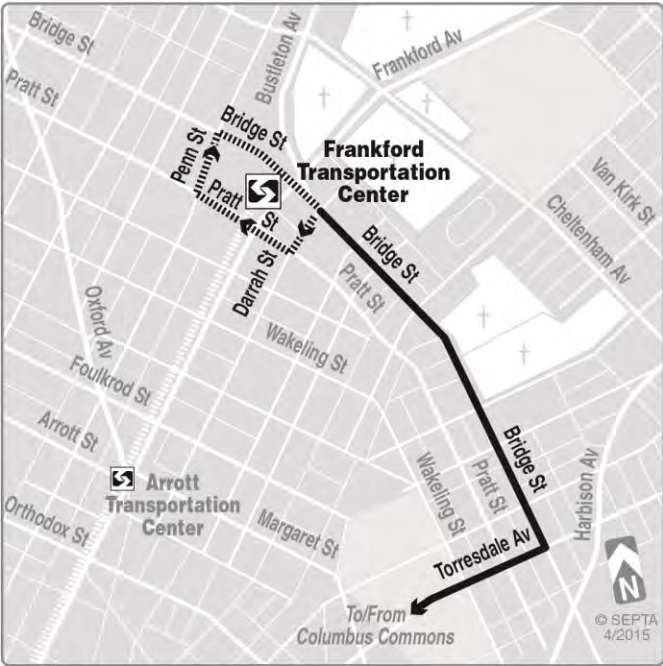 Bridge St
Pratt St
Bustleton Av
Frankford Av
Bridge St
Penn St
Frankford
Transportation
Center
Pratt St
Darrah St
Van Kirk St
Cheltenham Av
Bridge St
Pratt St
Oxford Av
Wakeling St
Foulkrod St
Arrott St
Arrott
Transportation
Center
Orthodox St
Margaret St
Wakeling St
Pratt St
Bridge St
Harbison Av
Torresdale Av
To/From
Columbus Commons
N
© SEPTA
4/2015